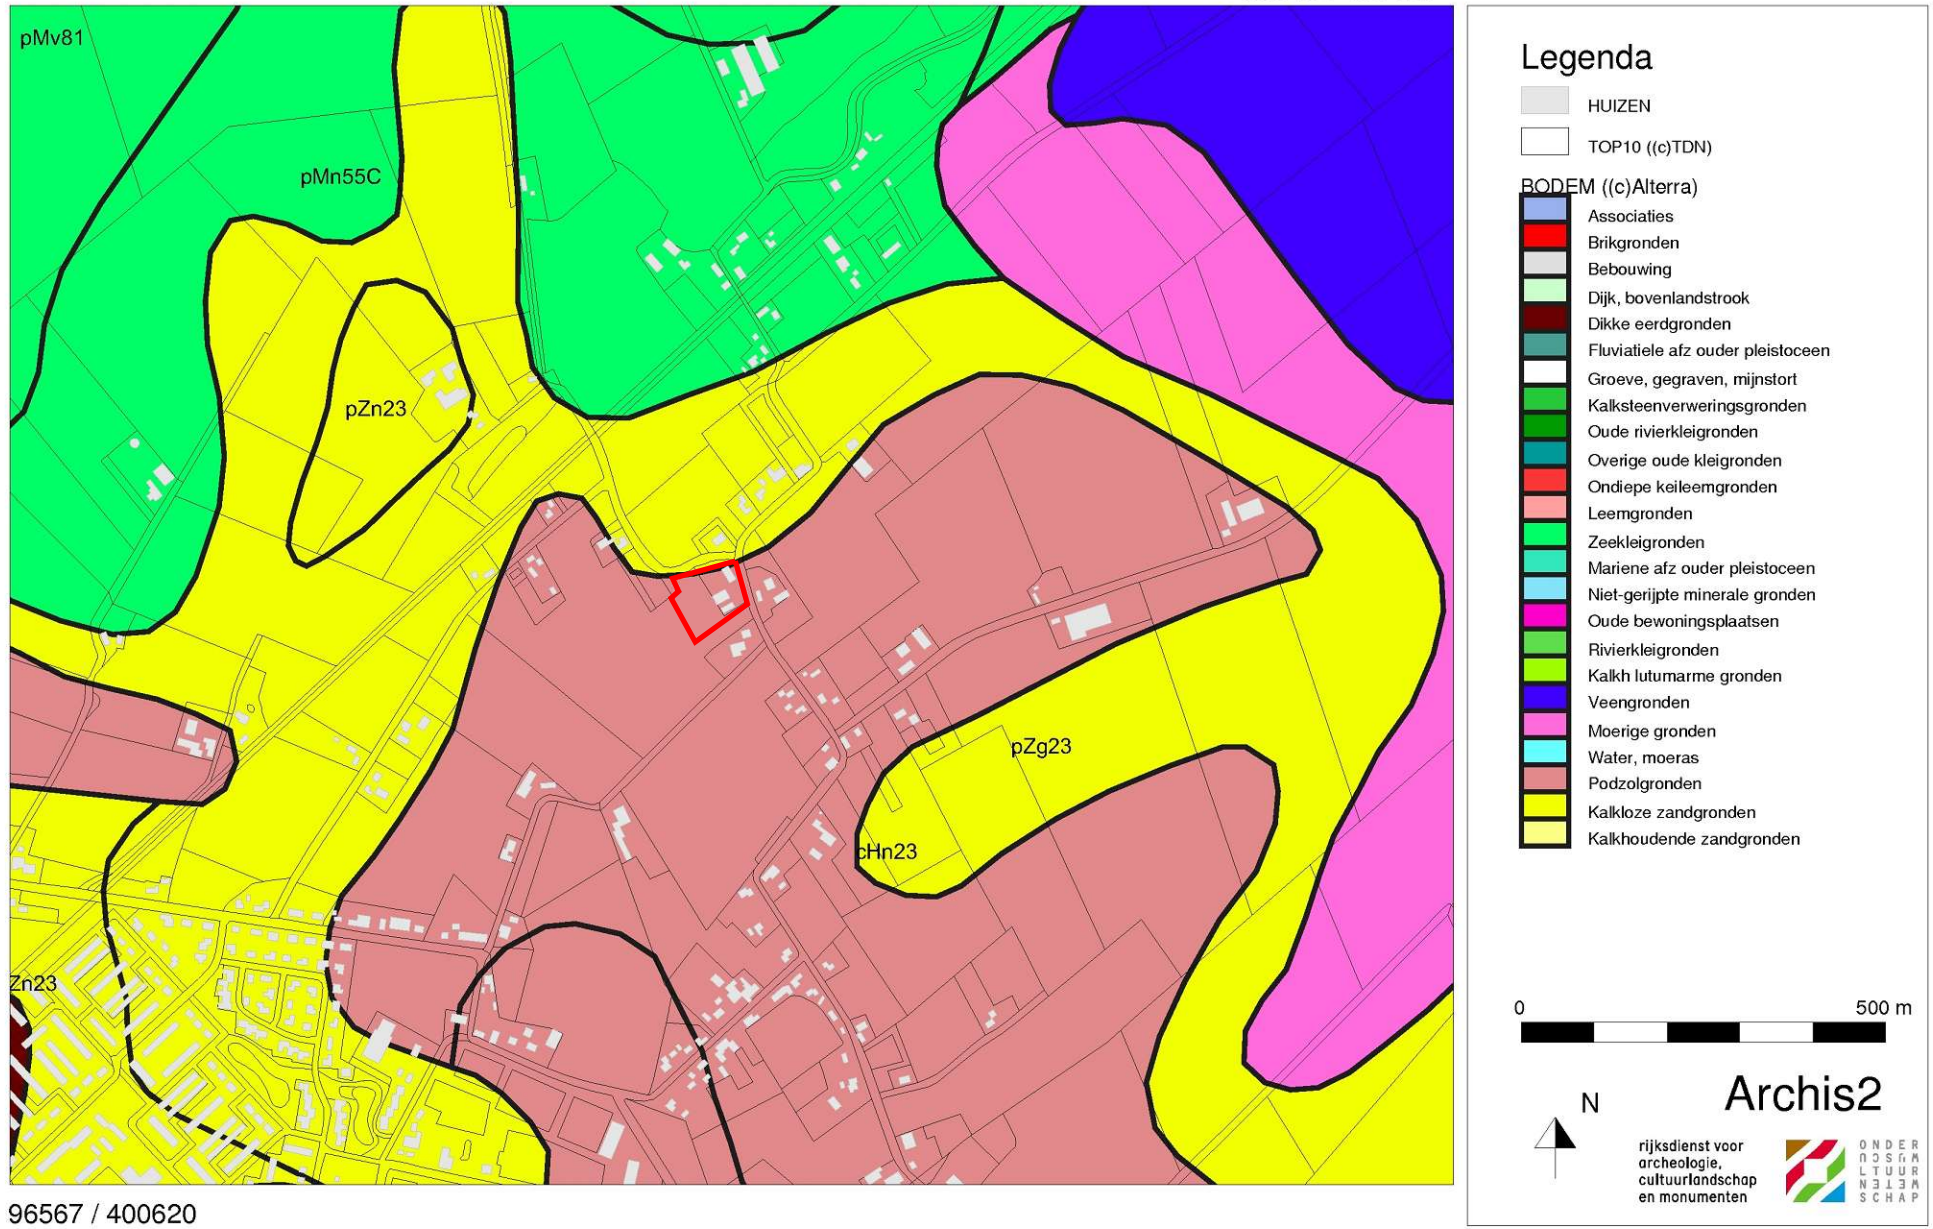 pMv81
pMn55C
pZn23
pZg23
cHn23
Zn23
96567 / 400620
Legenda
HUIZEN
TOP10 ((c)TDN)
BODEM ((c)Alterra)
Associaties
Brikgronden
Bebouwing
Dijk, bovenlandstrook
Dikke eerdgronden
Fluviatiele afz ouder pleistoceen
Groeve, gegraven, mijnstort
Kalksteenverweringsgronden
Oude rivierkleigronden
Overige oude kleigronden
Ondiepe keileemgronden
Leemgronden
Zeekleigronden
Mariene afz ouder pleistoceen
Niet-gerijpte minerale gronden
Oude bewoningsplaatsen
Rivierkleigronden
Kalkh lutumarme gronden
Veengronden
Moerige gronden
Water, moeras
Podzolgronden
Kalkloze zandgronden
Kalkhoudende zandgronden
0 500 m
Archis2
N
rijksdienst voor
archeologie,
cultuurlandschap
en monumenten